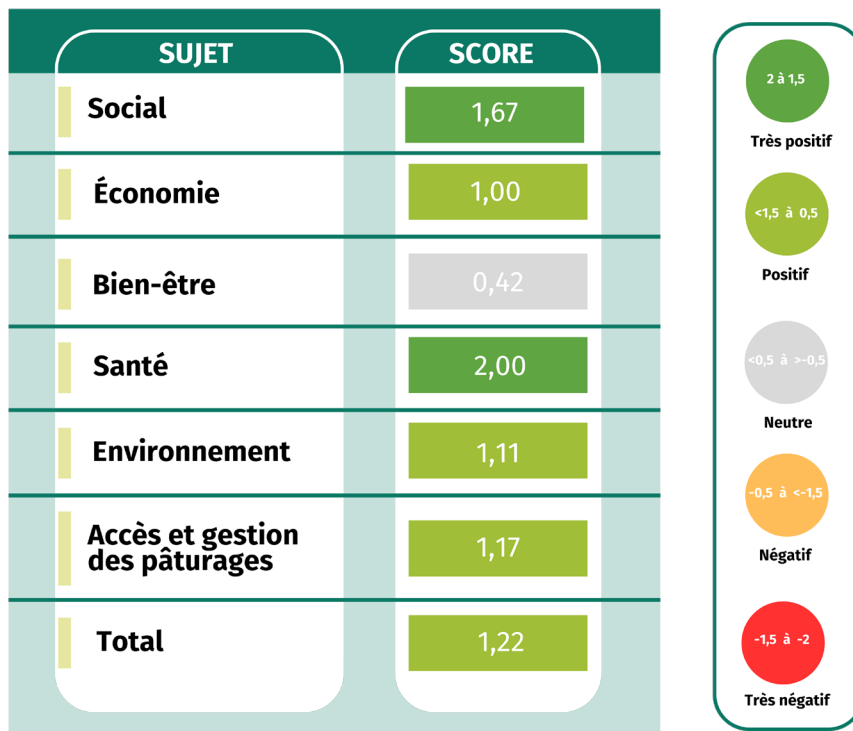 SUJET SCORE
Social 1,67
Économie 1,00
Bien-être 0,42
Santé 2,00
Environnement 1,11
Accès et gestion
des pâturages 1,17
Total 1,22
2 à 1,5
Très positif
<1,5 à 0,5
Positif
<0,5 à >-0,5
Neutre
-0,5 à <-1,5
Négatif
-1,5 à -2
Très négatif